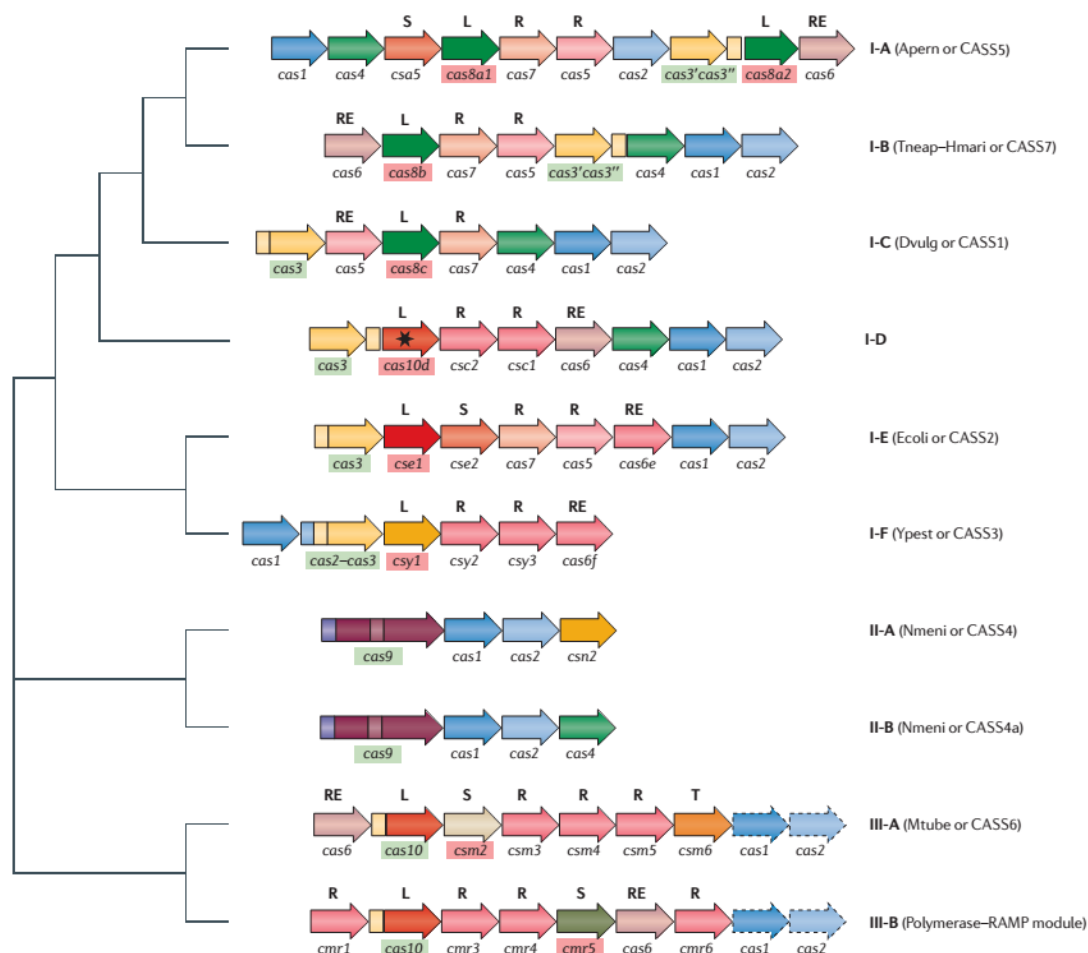 S L R R L RE
I-A (Apern or CASS5)
cas1 cas4 csa5 cas8a1 cas7 cas5 cas2 cas3′cas3″ cas8a2 cas6
RE L R R
I-B (Tneap–Hmari or CASS7)
cas6 cas8b cas7 cas5 cas3′cas3″ cas4 cas1 cas2
RE L R
I-C (Dvulg or CASS1)
cas3 cas5 cas8c cas7 cas4 cas1 cas2
L R R RE
I-D
cas3 cas10d csc2 csc1 cas6 cas4 cas1 cas2
L S R R RE
I-E (Ecoli or CASS2)
cas3 cse1 cse2 cas7 cas5 cas6e cas1 cas2
L R R RE
I-F (Ypest or CASS3)
cas1 cas2–cas3 csy1 csy2 csy3 cas6f
II-A (Nmeni or CASS4)
cas9 cas1 cas2 csn2
II-B (Nmeni or CASS4a)
cas9 cas1 cas2 cas4
RE L S R R R T
III-A (Mtube or CASS6)
cas6 cas10 csm2 csm3 csm4 csm5 csm6 cas1 cas2
R L R R S RE R
III-B (Polymerase–RAMP module)
cmr1 cas10 cmr3 cmr4 cmr5 cas6 cmr6 cas1 cas2